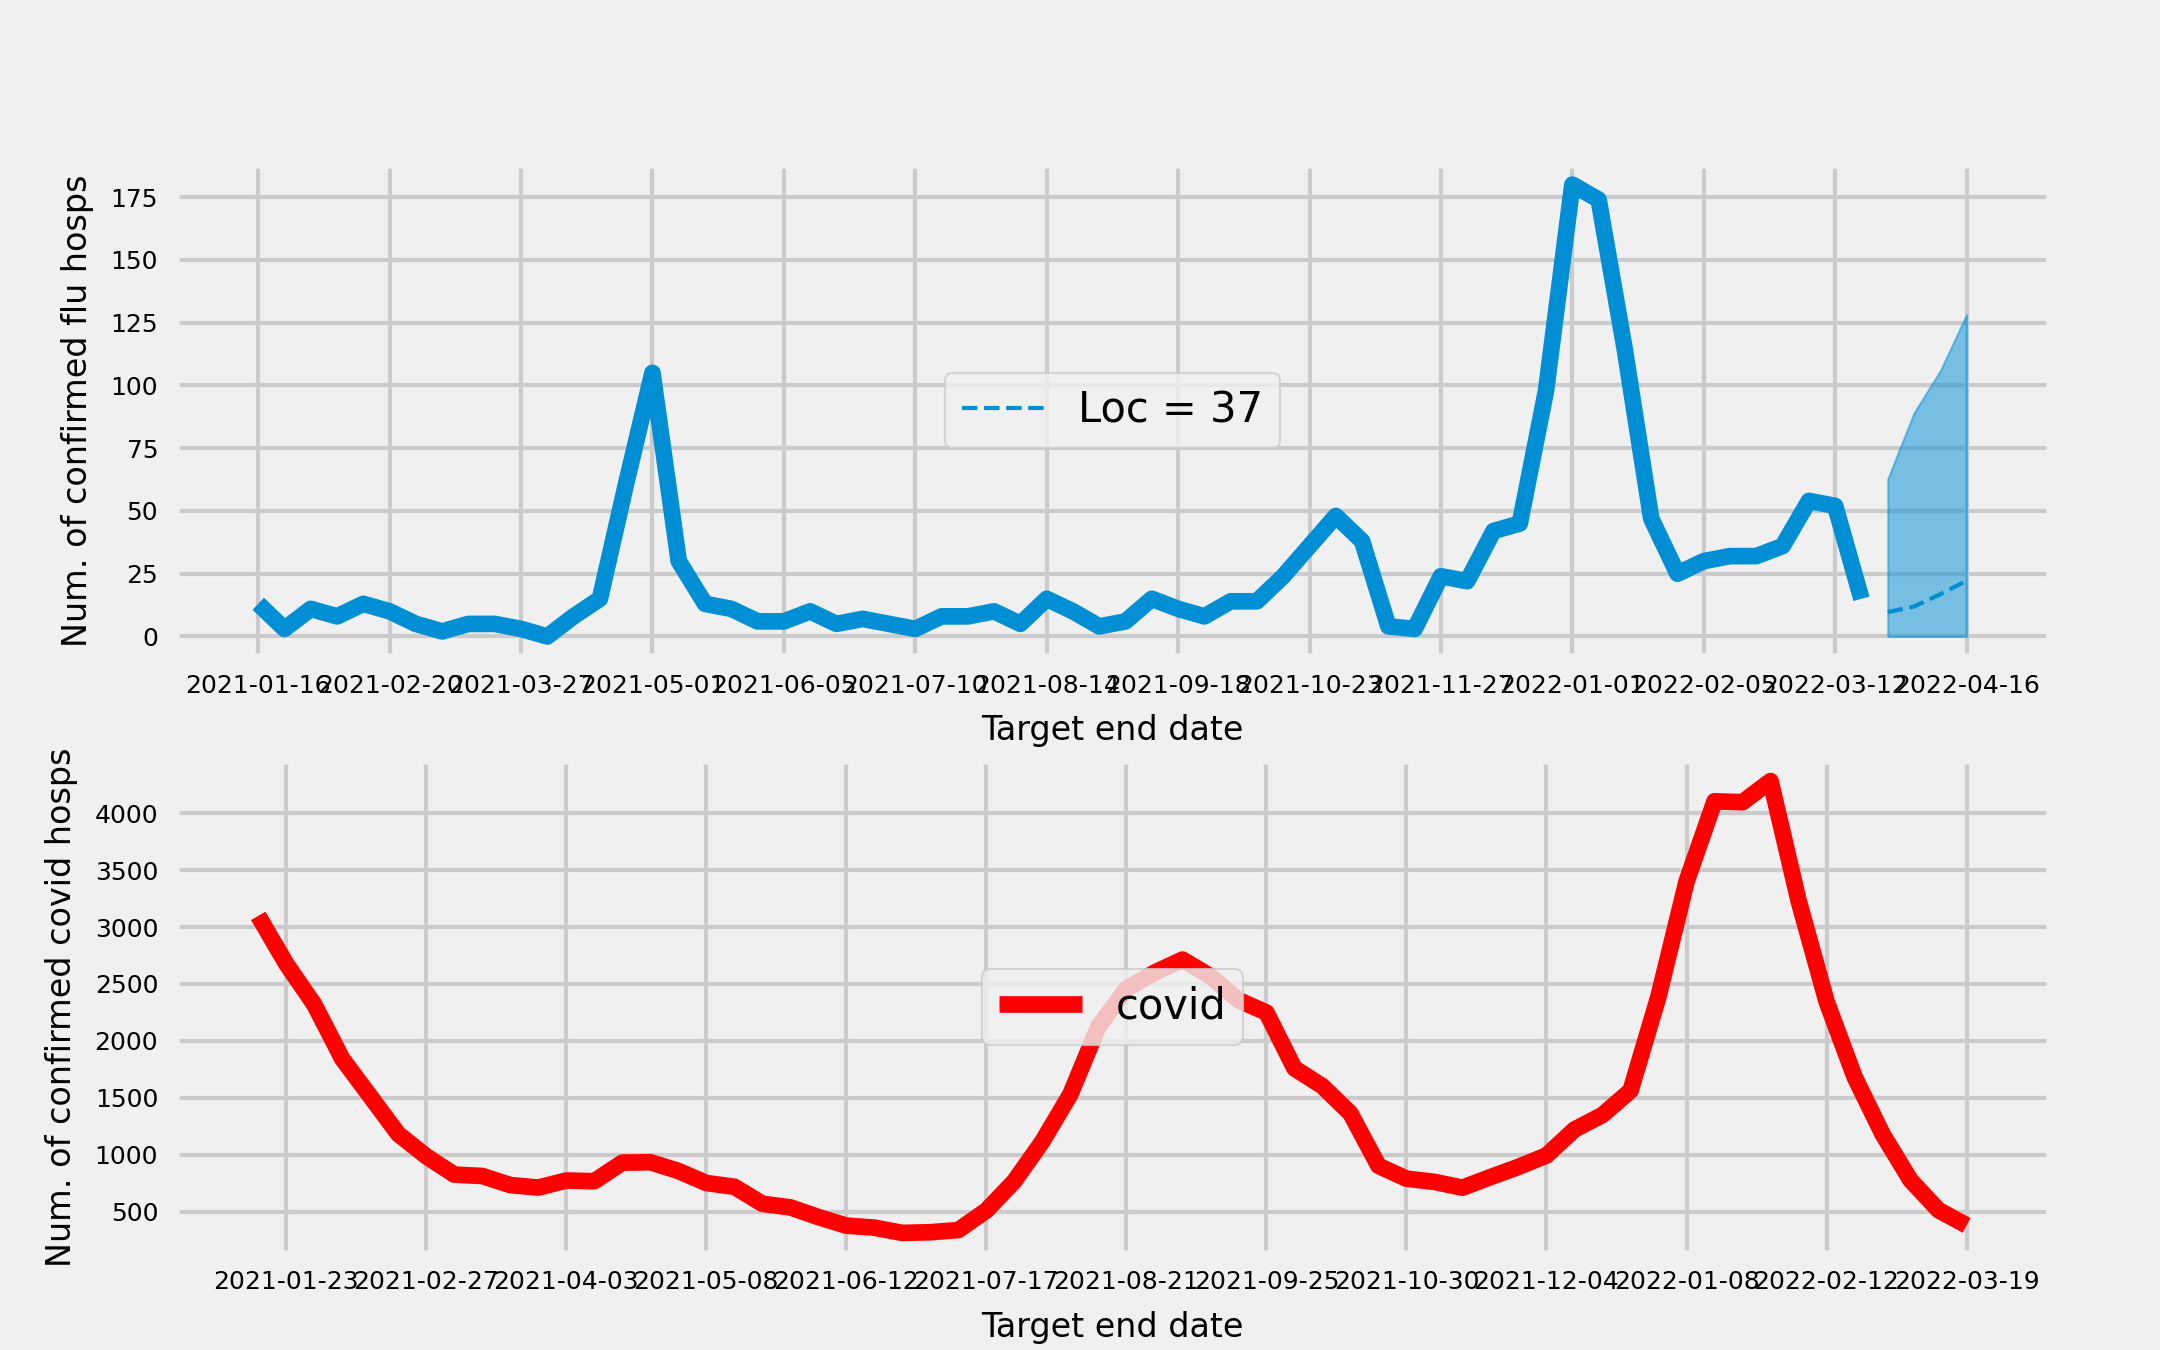 Num. of confirmed flu hosps
175
150
125
100
75
50
25
0
Loc = 37
2021-01-16 2021-02-20 2021-03-27 2021-05-01 2021-06-05 2021-07-10 2021-08-14 2021-09-18 2021-10-23 2021-11-27 2022-01-01 2022-02-05 2022-03-12 2022-04-16
Target end date
Num. of confirmed covid hosps
4000
3500
3000
2500
2000
1500
1000
500
covid
2021-01-23 2021-02-27 2021-04-03 2021-05-08 2021-06-12 2021-07-17 2021-08-21 2021-09-25 2021-10-30 2021-12-04 2022-01-08 2022-02-12 2022-03-19
Target end date